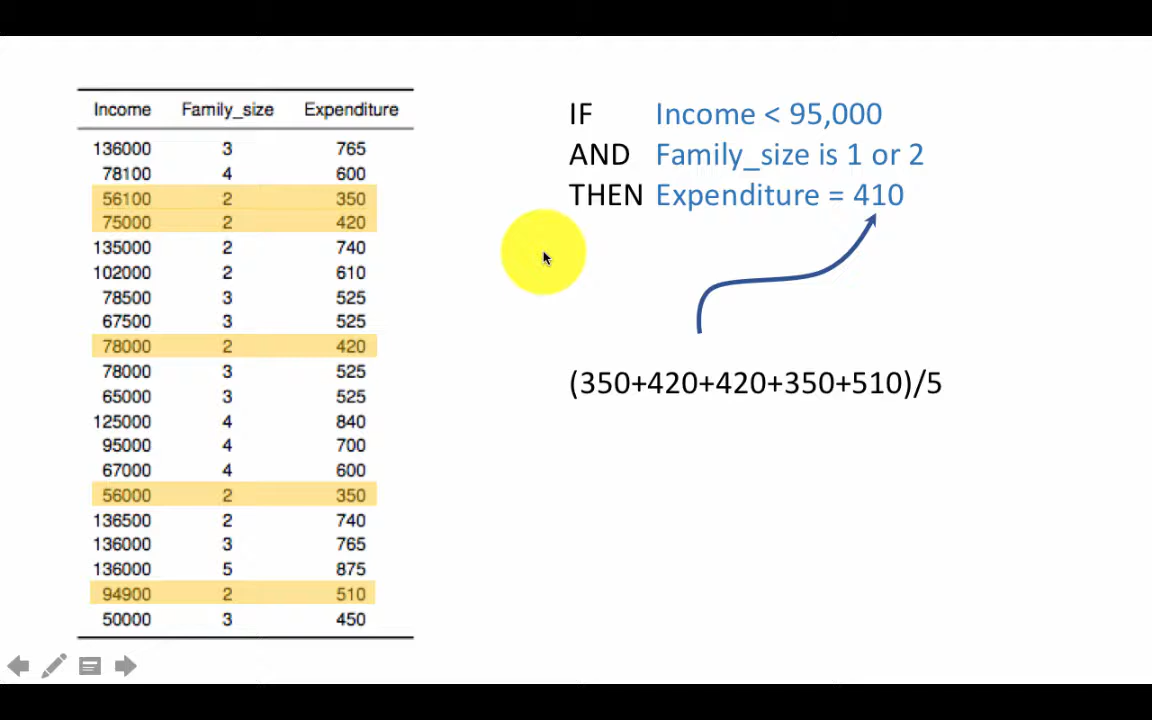 Income Family_size Expenditure
136000 3 765
78100 4 600
56100 2 350
75000 2 420
135000 2 740
102000 2 610
78500 3 525
67500 3 525
78000 2 420
78000 3 525
65000 3 525
125000 4 840
95000 4 700
67000 4 600
56000 2 350
136500 2 740
136000 3 765
136000 5 875
94900 2 510
50000 3 450
IF Income < 95,000
AND Family_size is 1 or 2
THEN Expenditure = 410
(350+420+420+350+510)/5